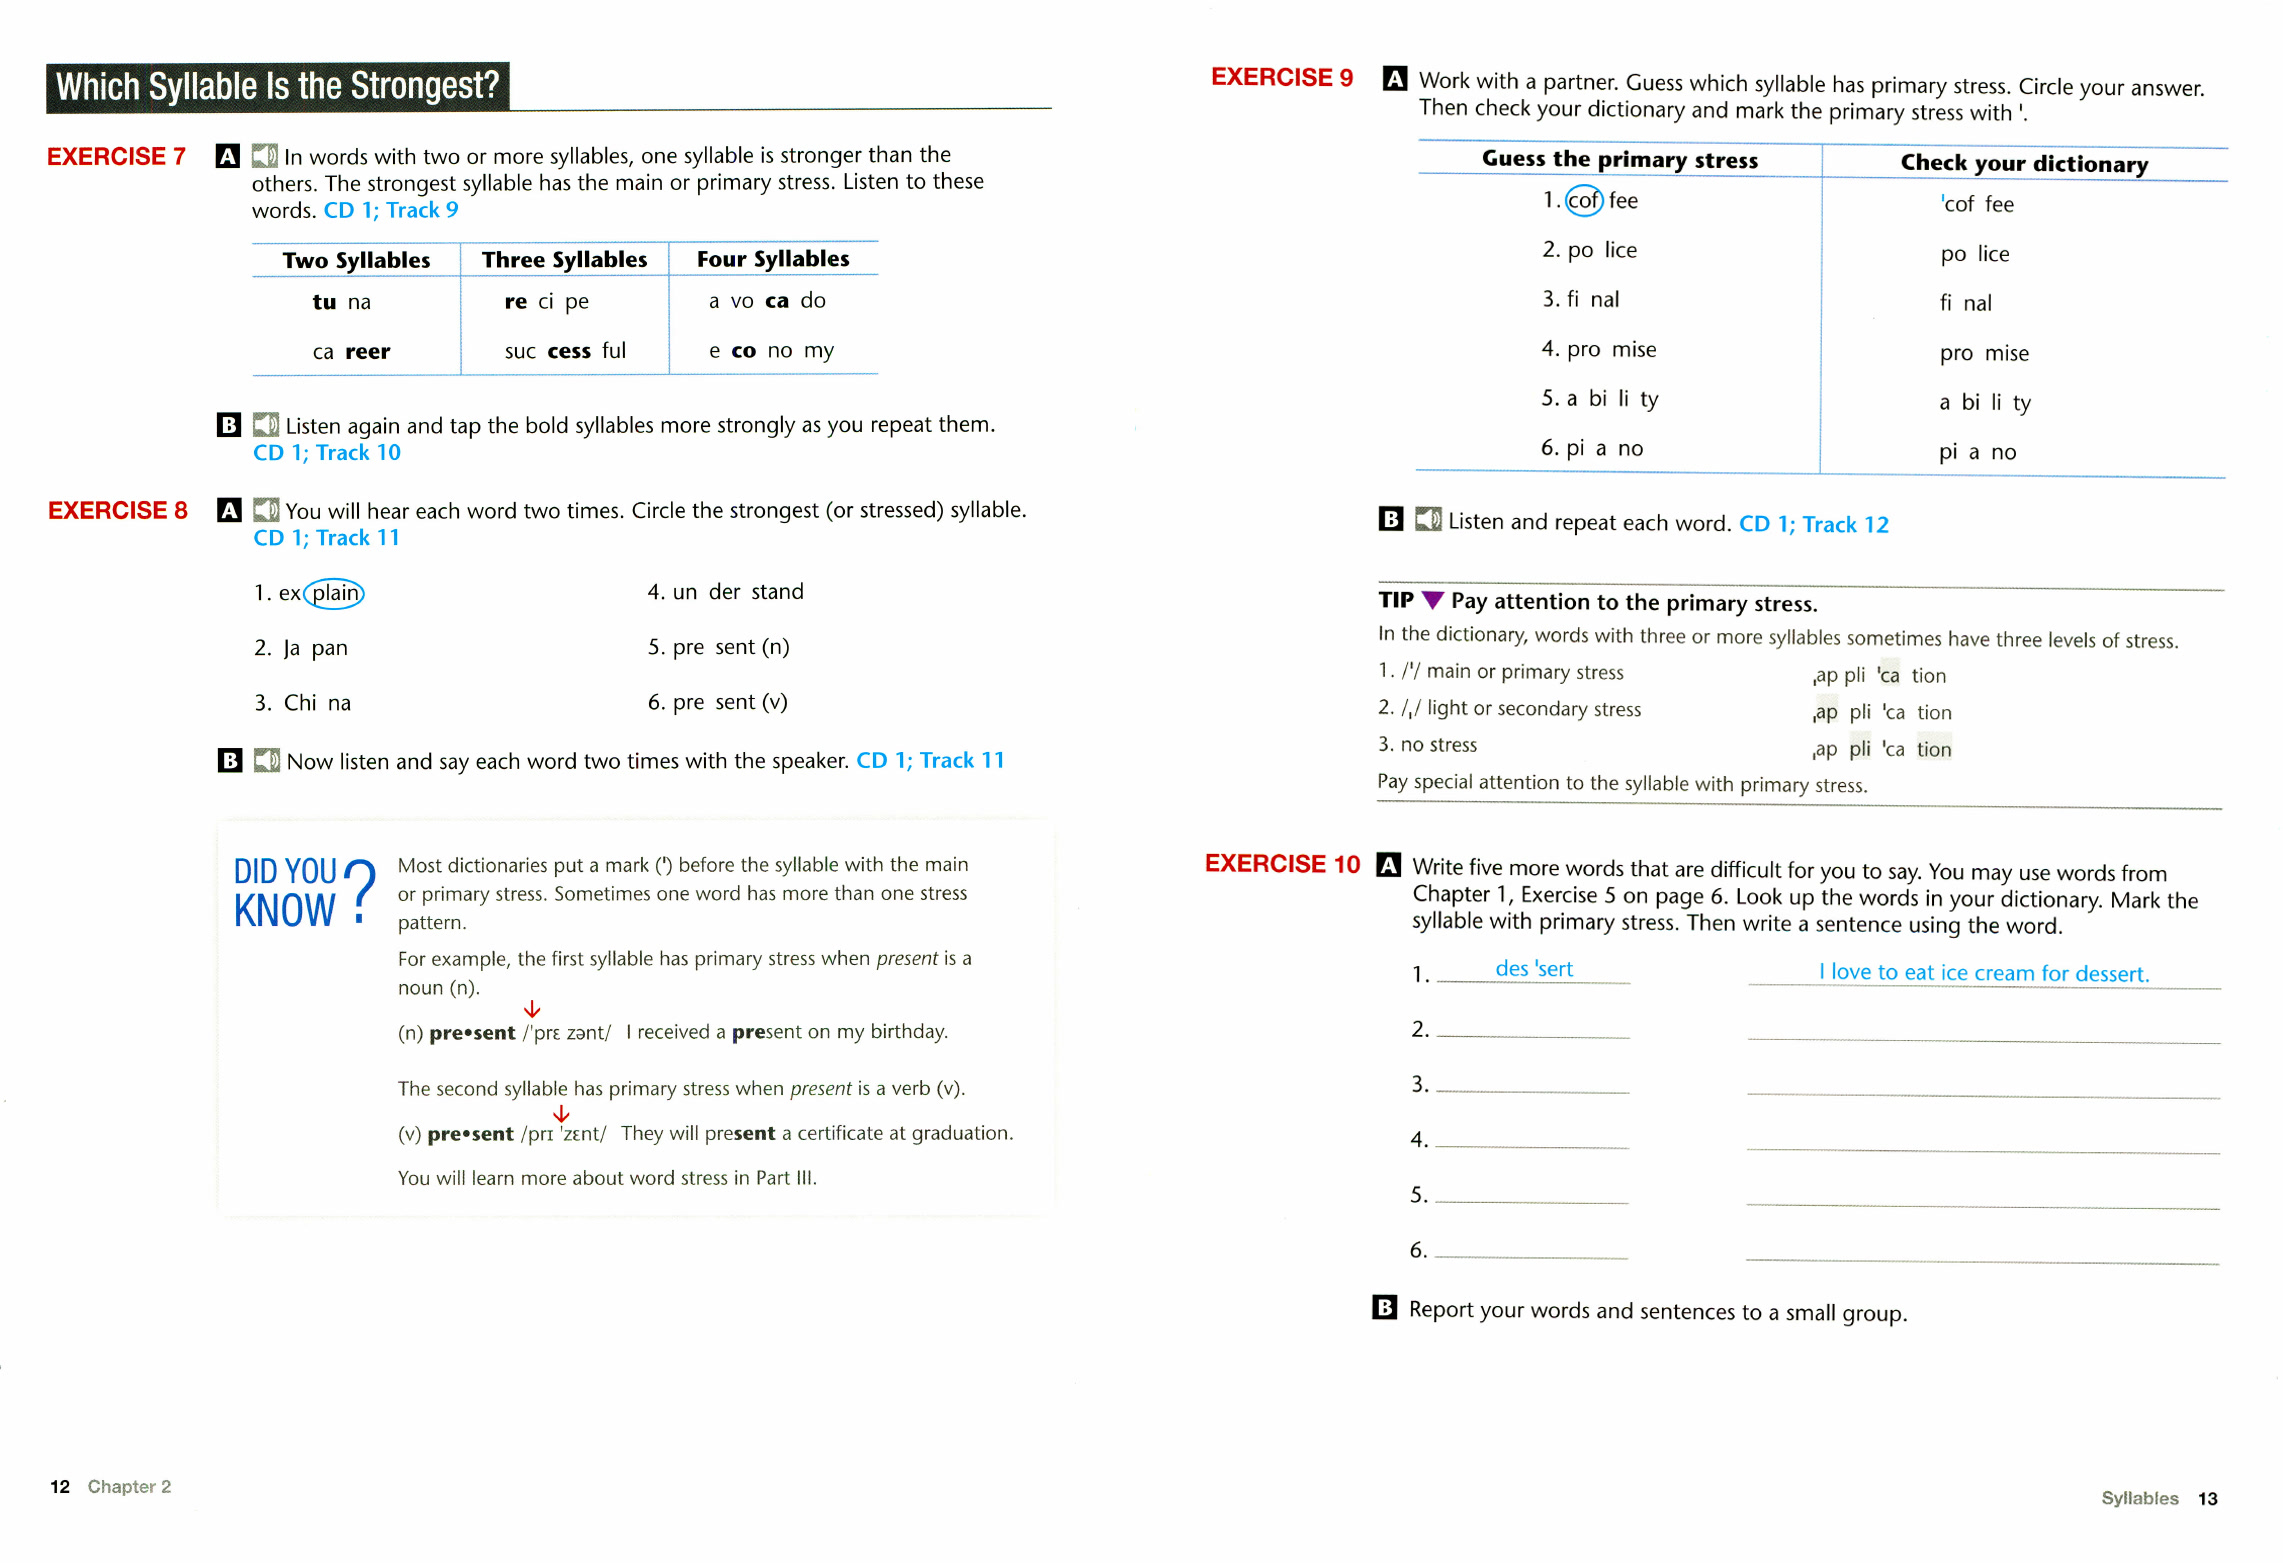 Which Syllable Is the Strongest?
EXERCISE 7 A In words with two or more syllables, one syllable is stronger than the
others. The strongest syllable has the main or primary stress. Listen to these
words. CD 1; Track 9
Two Syllables Three Syllables Four Syllables
tu na re ci pe a vo ca do
ca reer suc cess ful e co no my
B Listen again and tap the bold syllables more strongly as you repeat them.
CD 1; Track 10
EXERCISE 8 A You will hear each word two times. Circle the strongest (or stressed) syllable.
CD 1; Track 11
1. ex plain 4. un der stand
2. Ja pan 5. pre sent (n)
3. Chi na 6. pre sent (v)
B Now listen and say each word two times with the speaker. CD 1; Track 11
DID YOU KNOW?
Most dictionaries put a mark (ˈ) before the syllable with the main
or primary stress. Sometimes one word has more than one stress
pattern.
For example, the first syllable has primary stress when present is a
noun (n).
(n) pre•sent /ˈprɛ zənt/ I received a present on my birthday.
The second syllable has primary stress when present is a verb (v).
(v) pre•sent /prɪ ˈzɛnt/ They will present a certificate at graduation.
You will learn more about word stress in Part III.
12 Chapter 2
EXERCISE 9 A Work with a partner. Guess which syllable has primary stress. Circle your answer.
Then check your dictionary and mark the primary stress with ˈ.
Guess the primary stress Check your dictionary
1. cof fee ˈcof fee
2. po lice po lice
3. fi nal fi nal
4. pro mise pro mise
5. a bi li ty a bi li ty
6. pi a no pi a no
B Listen and repeat each word. CD 1; Track 12
TIP ▼ Pay attention to the primary stress.
In the dictionary, words with three or more syllables sometimes have three levels of stress.
1. /ˈ/ main or primary stress ˌap pli ˈca tion
2. /ˌ/ light or secondary stress ˌap pli ˈca tion
3. no stress ˌap pli ˈca tion
Pay special attention to the syllable with primary stress.
EXERCISE 10 A Write five more words that are difficult for you to say. You may use words from
Chapter 1, Exercise 5 on page 6. Look up the words in your dictionary. Mark the
syllable with primary stress. Then write a sentence using the word.
1. des ˈsert I love to eat ice cream for dessert.
2.
3.
4.
5.
6.
B Report your words and sentences to a small group.
Syllables 13